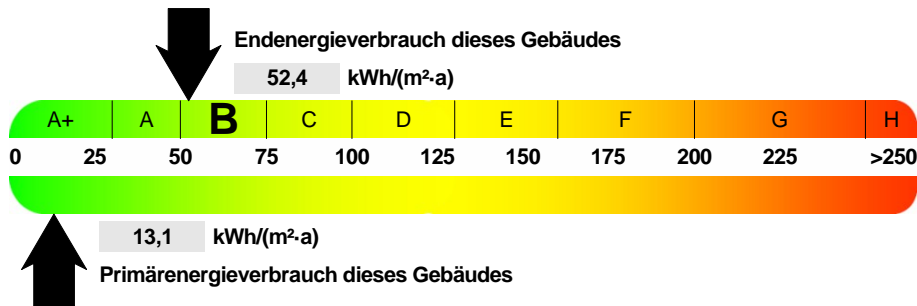 Endenergieverbrauch dieses Gebäudes
52,4 kWh/(m²·a)
A+ A B C D E F G H
0 25 50 75 100 125 150 175 200 225 >250
13,1 kWh/(m²·a)
Primärenergieverbrauch dieses Gebäudes